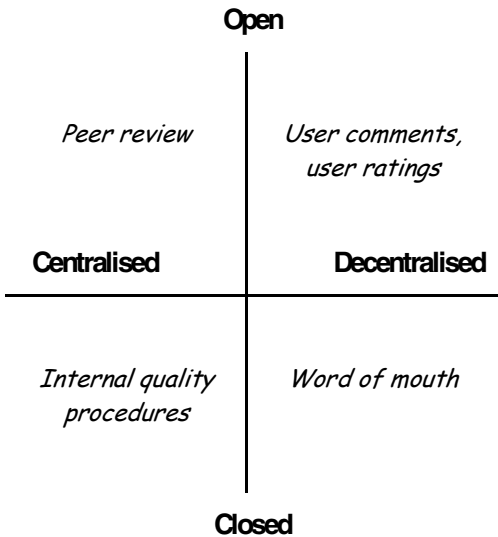 Open
Peer review
User comments,
user ratings
Centralised
Decentralised
Internal quality
procedures
Word of mouth
Closed